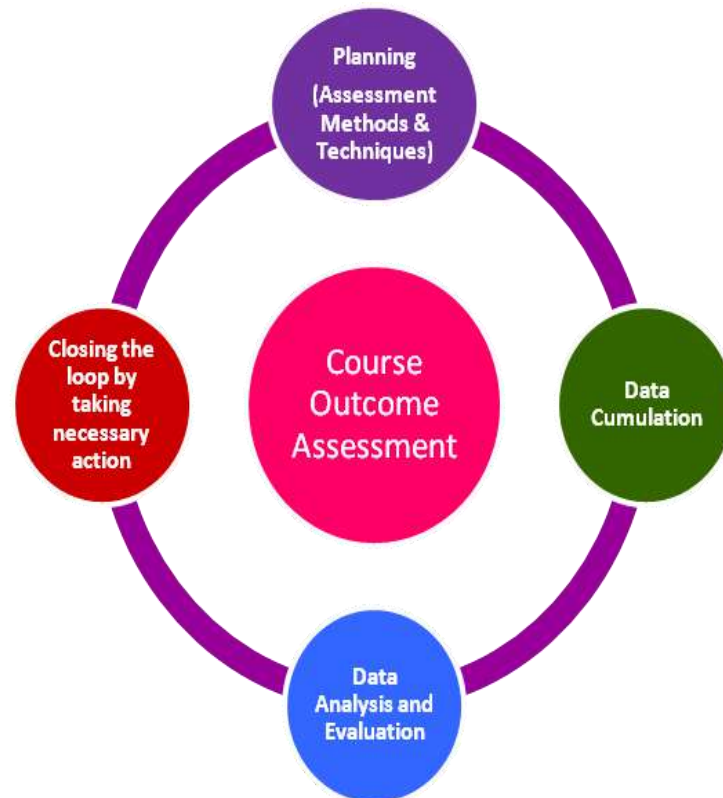 Planning
(Assessment
Methods &
Techniques)
Closing the
loop by
taking
necessary
action
Course
Outcome
Assessment
Data
Cumulation
Data
Analysis and
Evaluation